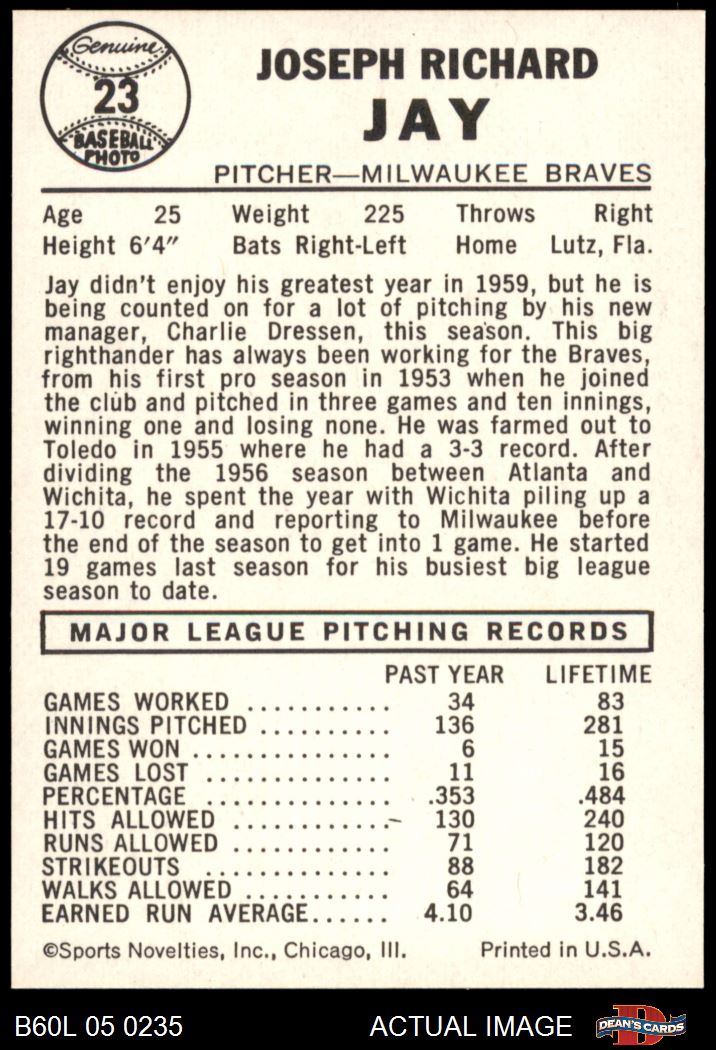 Genuine
23
BASEBALL
PHOTO
JOSEPH RICHARD
JAY
PITCHER—MILWAUKEE BRAVES
Age 25 Weight 225 Throws Right
Height 6'4" Bats Right-Left Home Lutz, Fla.
Jay didn't enjoy his greatest year in 1959, but he is
being counted on for a lot of pitching by his new
manager, Charlie Dressen, this season. This big
righthander has always been working for the Braves,
from his first pro season in 1953 when he joined
the club and pitched in three games and ten innings,
winning one and losing none. He was farmed out to
Toledo in 1955 where he had a 3-3 record. After
dividing the 1956 season between Atlanta and
Wichita, he spent the year with Wichita piling up a
17-10 record and reporting to Milwaukee before
the end of the season to get into 1 game. He started
19 games last season for his busiest big league
season to date.
MAJOR LEAGUE PITCHING RECORDS
PAST YEAR LIFETIME
GAMES WORKED ........... 34 83
INNINGS PITCHED .......... 136 281
GAMES WON ............... 6 15
GAMES LOST .............. 11 16
PERCENTAGE .............. .353 .484
HITS ALLOWED ............ 130 240
RUNS ALLOWED ............ 71 120
STRIKEOUTS .............. 88 182
WALKS ALLOWED ........... 64 141
EARNED RUN AVERAGE...... 4.10 3.46
©Sports Novelties, Inc., Chicago, Ill. Printed in U.S.A.
B60L 05 0235 ACTUAL IMAGE DEAN'S CARDS